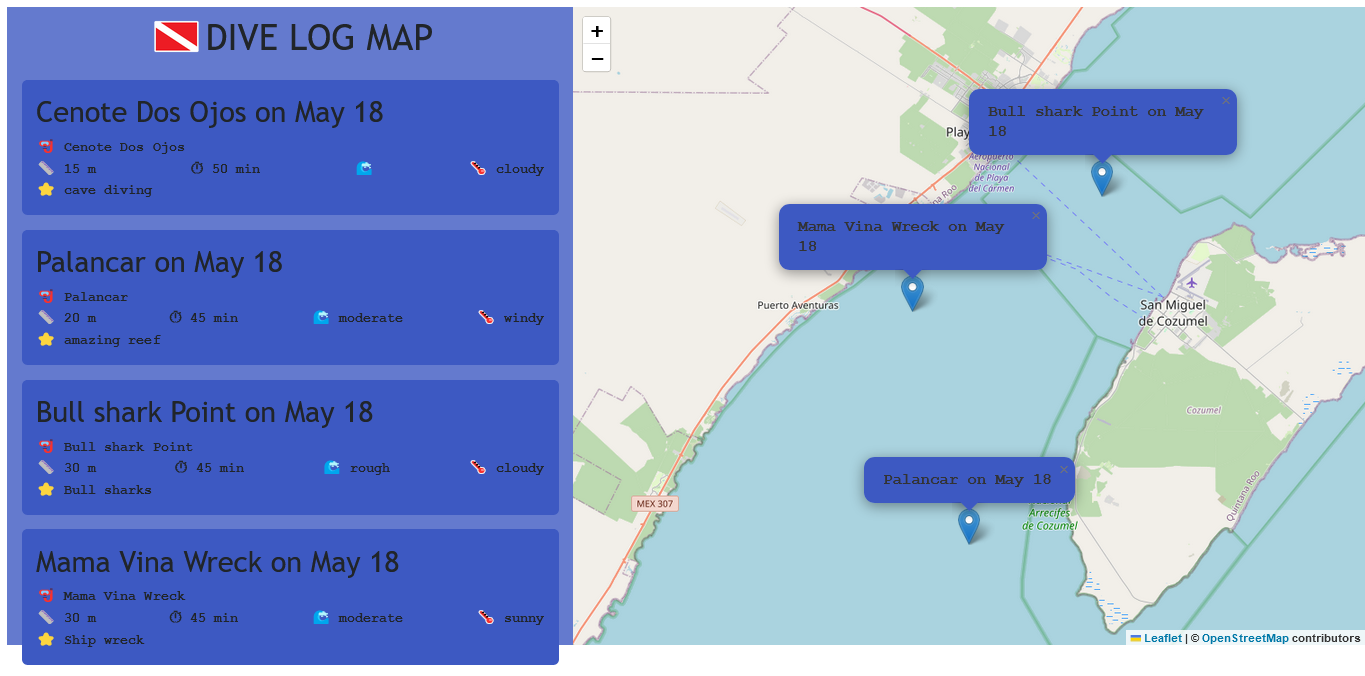 DIVE LOG MAP
Cenote Dos Ojos on May 18
Cenote Dos Ojos
15 m 50 min cloudy
cave diving
Palancar on May 18
Palancar
20 m 45 min moderate windy
amazing reef
Bull shark Point on May 18
Bull shark Point
30 m 45 min rough cloudy
Bull sharks
Mama Vina Wreck on May 18
Mama Vina Wreck
30 m 45 min moderate sunny
Ship wreck
+
−
Bull shark Point on May
18
×
Play
Aeropuerto
Nacional
de Playa
del Carmen
na Roo
Mama Vina Wreck on May
18
×
Puerto Aventuras
San Miguel
de Cozumel
Cozumel
Palancar on May 18
×
Arrecifes
de Cozumel
MEX 307
Quintana Roo
Leaflet | © OpenStreetMap contributors